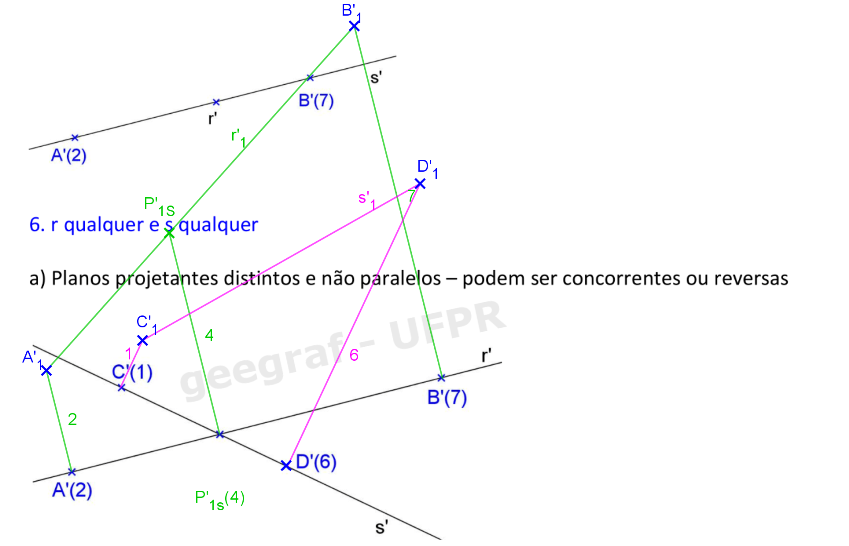 B'1
s'
B'(7)
r'
r'1
A'(2)
D'1
s'1
7
P'1S
6. r qualquer e s qualquer
a) Planos projetantes distintos e não paralelos – podem ser concorrentes ou reversas
C'1
4
geegraf - UFPR
A'1
1
6
r'
C'(1)
B'(7)
2
D'(6)
A'(2)
P'1s(4)
s'